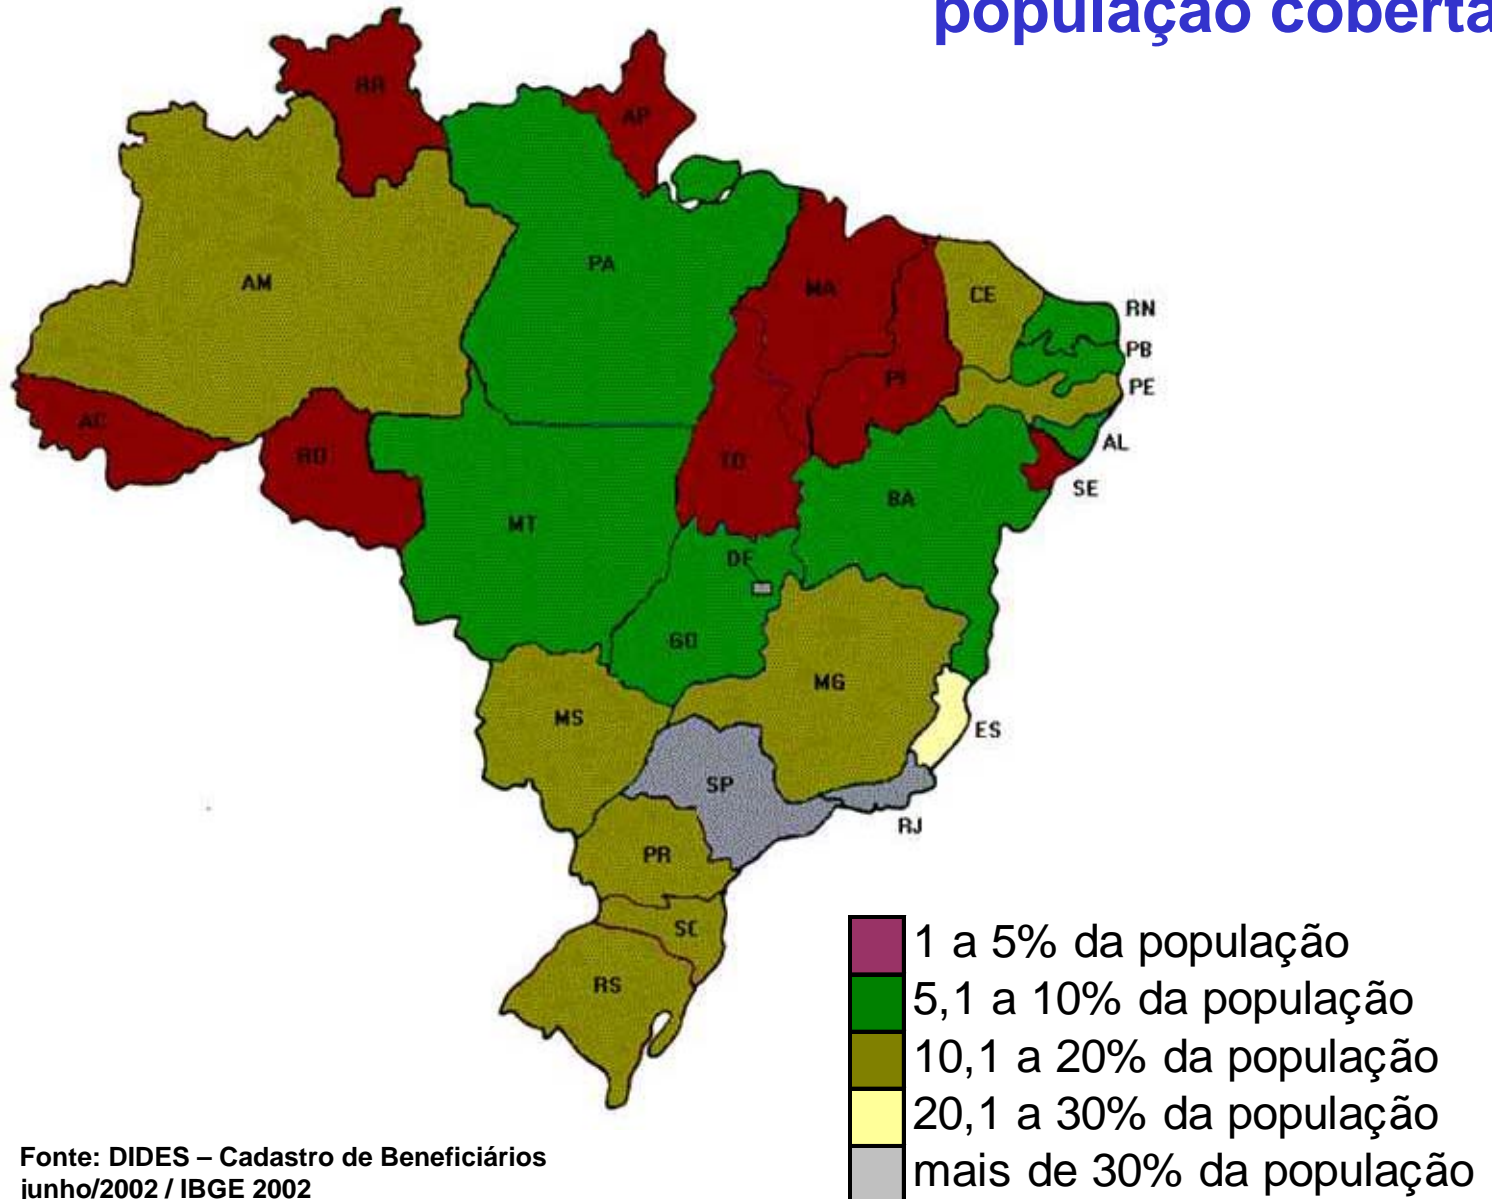 população coberta
RR
AP
AM
PA
MA
CE
RN
PB
PE
PI
AC
RO
TO
AL
SE
BA
MT
DF
GO
MG
MS
ES
SP
RJ
PR
SC
RS
1 a 5% da população
5,1 a 10% da população
10,1 a 20% da população
20,1 a 30% da população
mais de 30% da população
Fonte: DIDES – Cadastro de Beneficiários
junho/2002 / IBGE 2002